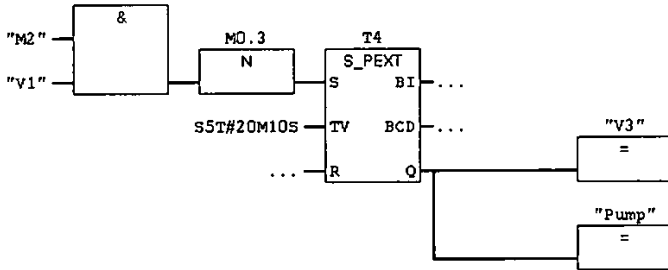 &
"M2"
"V1"
M0.3
N
T4
S_PEXT
S
BI
...
S5T#20M10S
TV
BCD
...
...
R
Q
"V3"
=
"Pump"
=